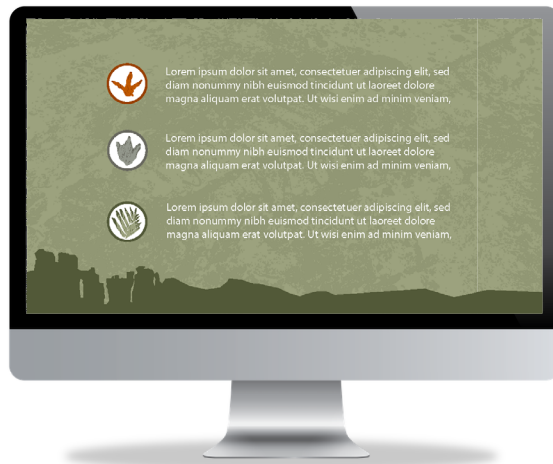 Lorem ipsum dolor sit amet, consectetuer adipiscing elit, sed
diam nonummy nibh euismod tincidunt ut laoreet dolore
magna aliquam erat volutpat. Ut wisi enim ad minim veniam,
Lorem ipsum dolor sit amet, consectetuer adipiscing elit, sed
diam nonummy nibh euismod tincidunt ut laoreet dolore
magna aliquam erat volutpat. Ut wisi enim ad minim veniam,
Lorem ipsum dolor sit amet, consectetuer adipiscing elit, sed
diam nonummy nibh euismod tincidunt ut laoreet dolore
magna aliquam erat volutpat. Ut wisi enim ad minim veniam,